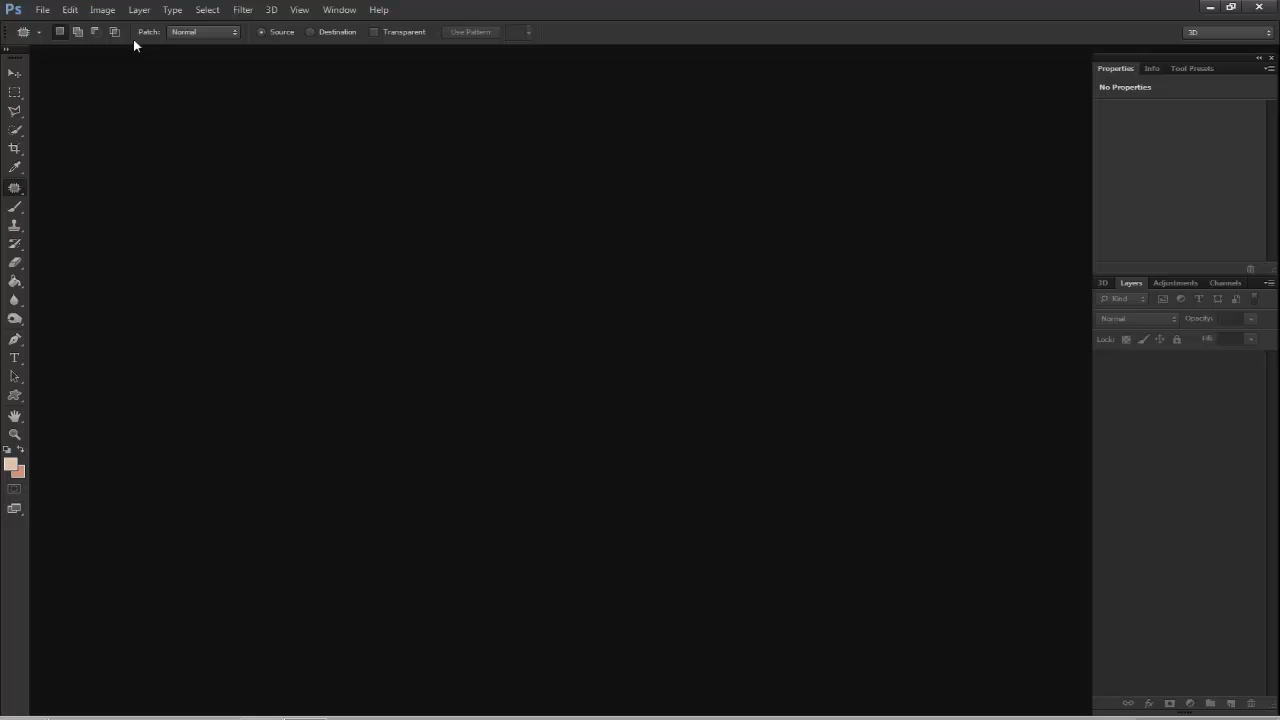 Ps File Edit Image Layer Type Select Filter 3D View Window Help
Patch: Normal Source Destination Transparent Use Pattern 3D
Properties Info Tool Presets
No Properties
3D Layers Adjustments Channels
Kind
Normal Opacity:
Lock: Fill: